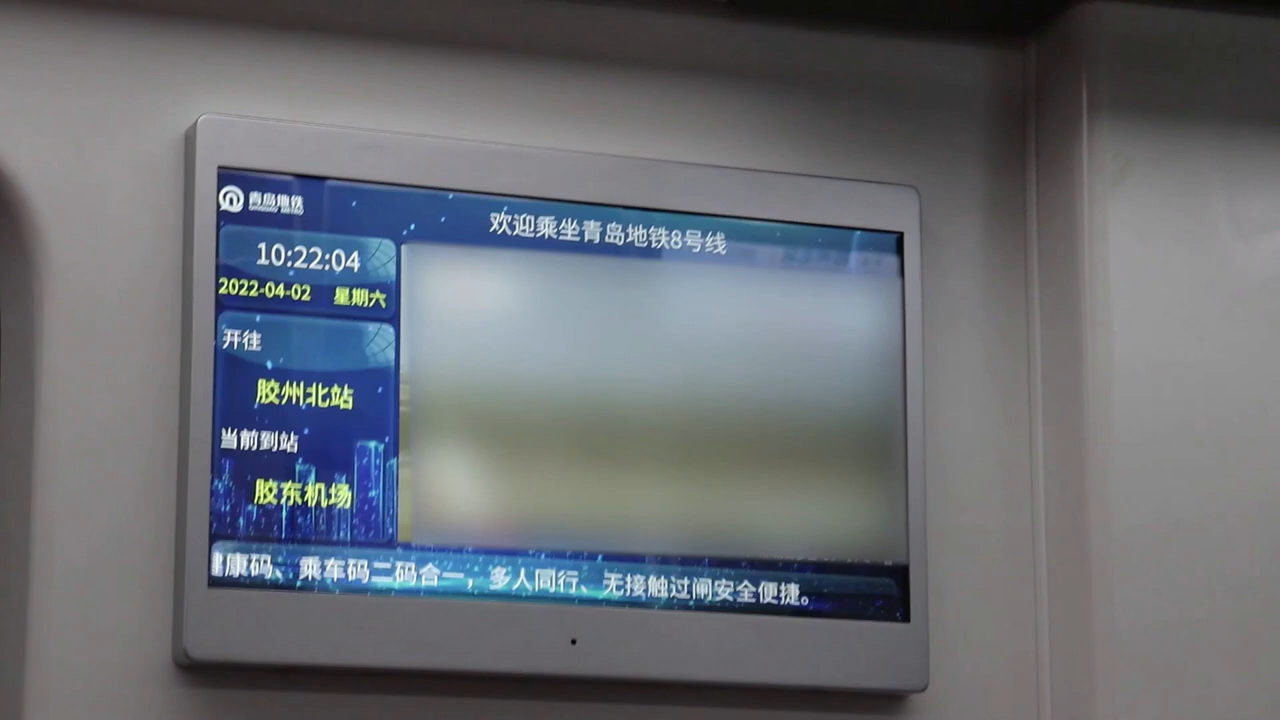 青岛地铁
QINGDAO METRO
欢迎乘坐青岛地铁8号线
10:22:04
2022-04-02 星期六
开往
胶州北站
当前到站
胶东机场
健康码、乘车码二码合一，多人同行、无接触过闸安全便捷。